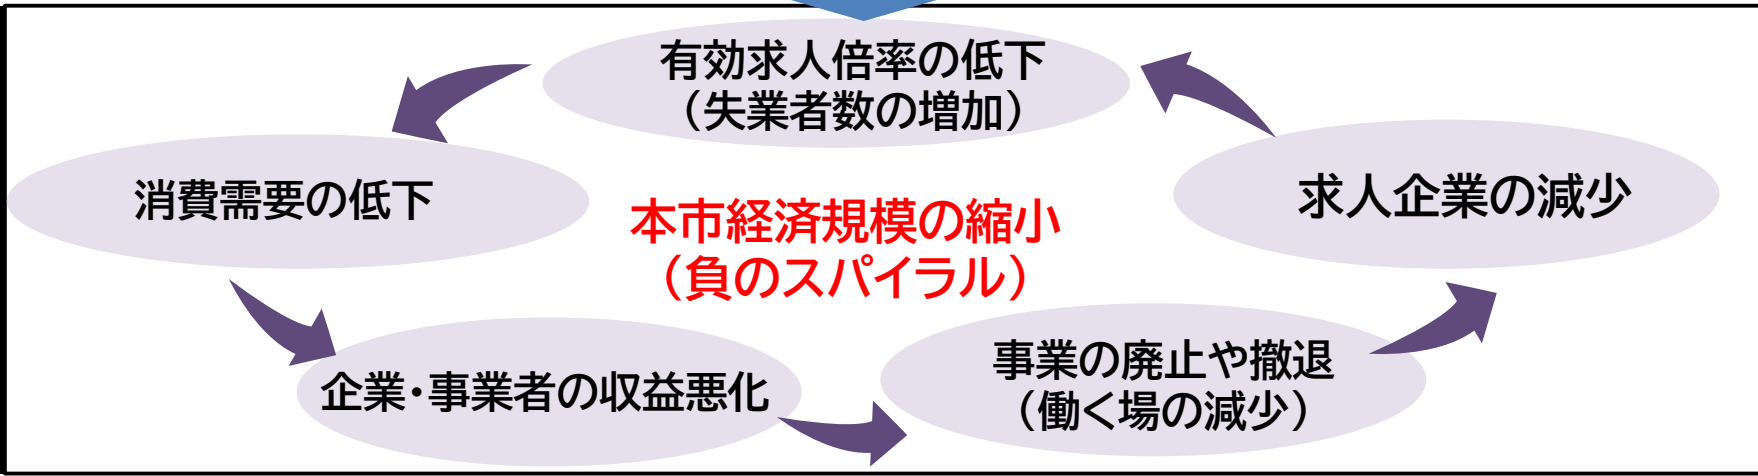 有効求人倍率の低下
（失業者数の増加）
消費需要の低下
求人企業の減少
本市経済規模の縮小
（負のスパイラル）
企業・事業者の収益悪化
事業の廃止や撤退
（働く場の減少）